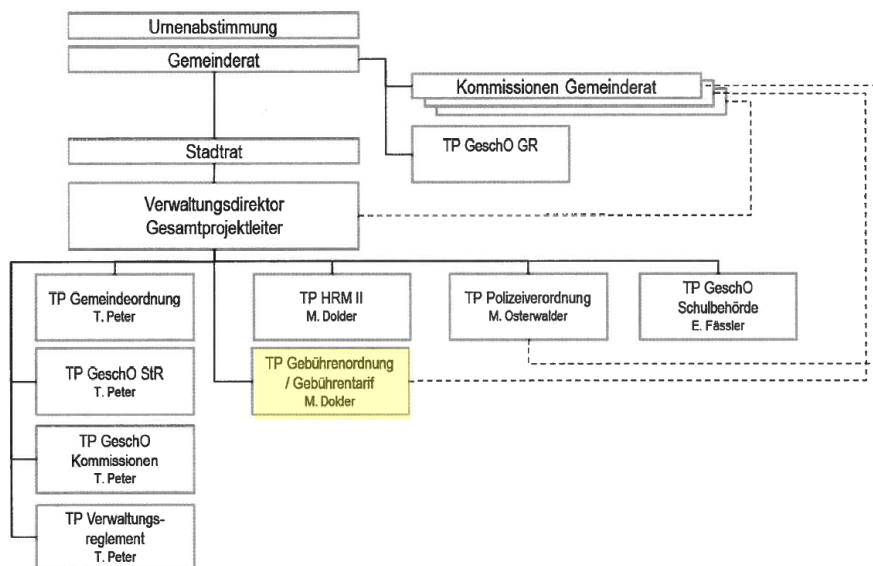 Urnenabstimmung
Gemeinderat
Kommissionen Gemeinderat
TP GeschO GR
Stadtrat
Verwaltungsdirektor
Gesamtprojektleiter
TP Gemeindeordnung
T. Peter
TP HRM II
M. Dolder
TP Polizeiverordnung
M. Osterwalder
TP GeschO
Schulbehörde
E. Fässler
TP GeschO StR
T. Peter
TP Gebührenordnung
/ Gebührentarif
M. Dolder
TP GeschO
Kommissionen
T. Peter
TP Verwaltungs-
reglement
T. Peter